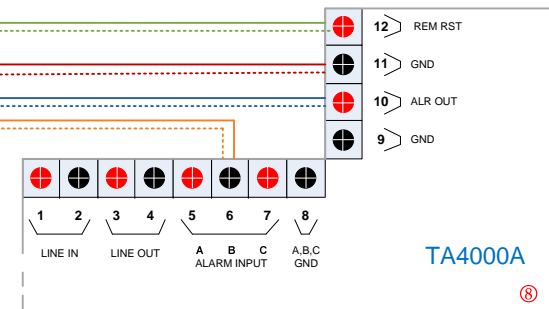 12 REM RST
11 GND
10 ALR OUT
9 GND
1 2 3 4 5 6 7 8
LINE IN LINE OUT A B C A,B,C
ALARM INPUT GND
TA4000A
⑧